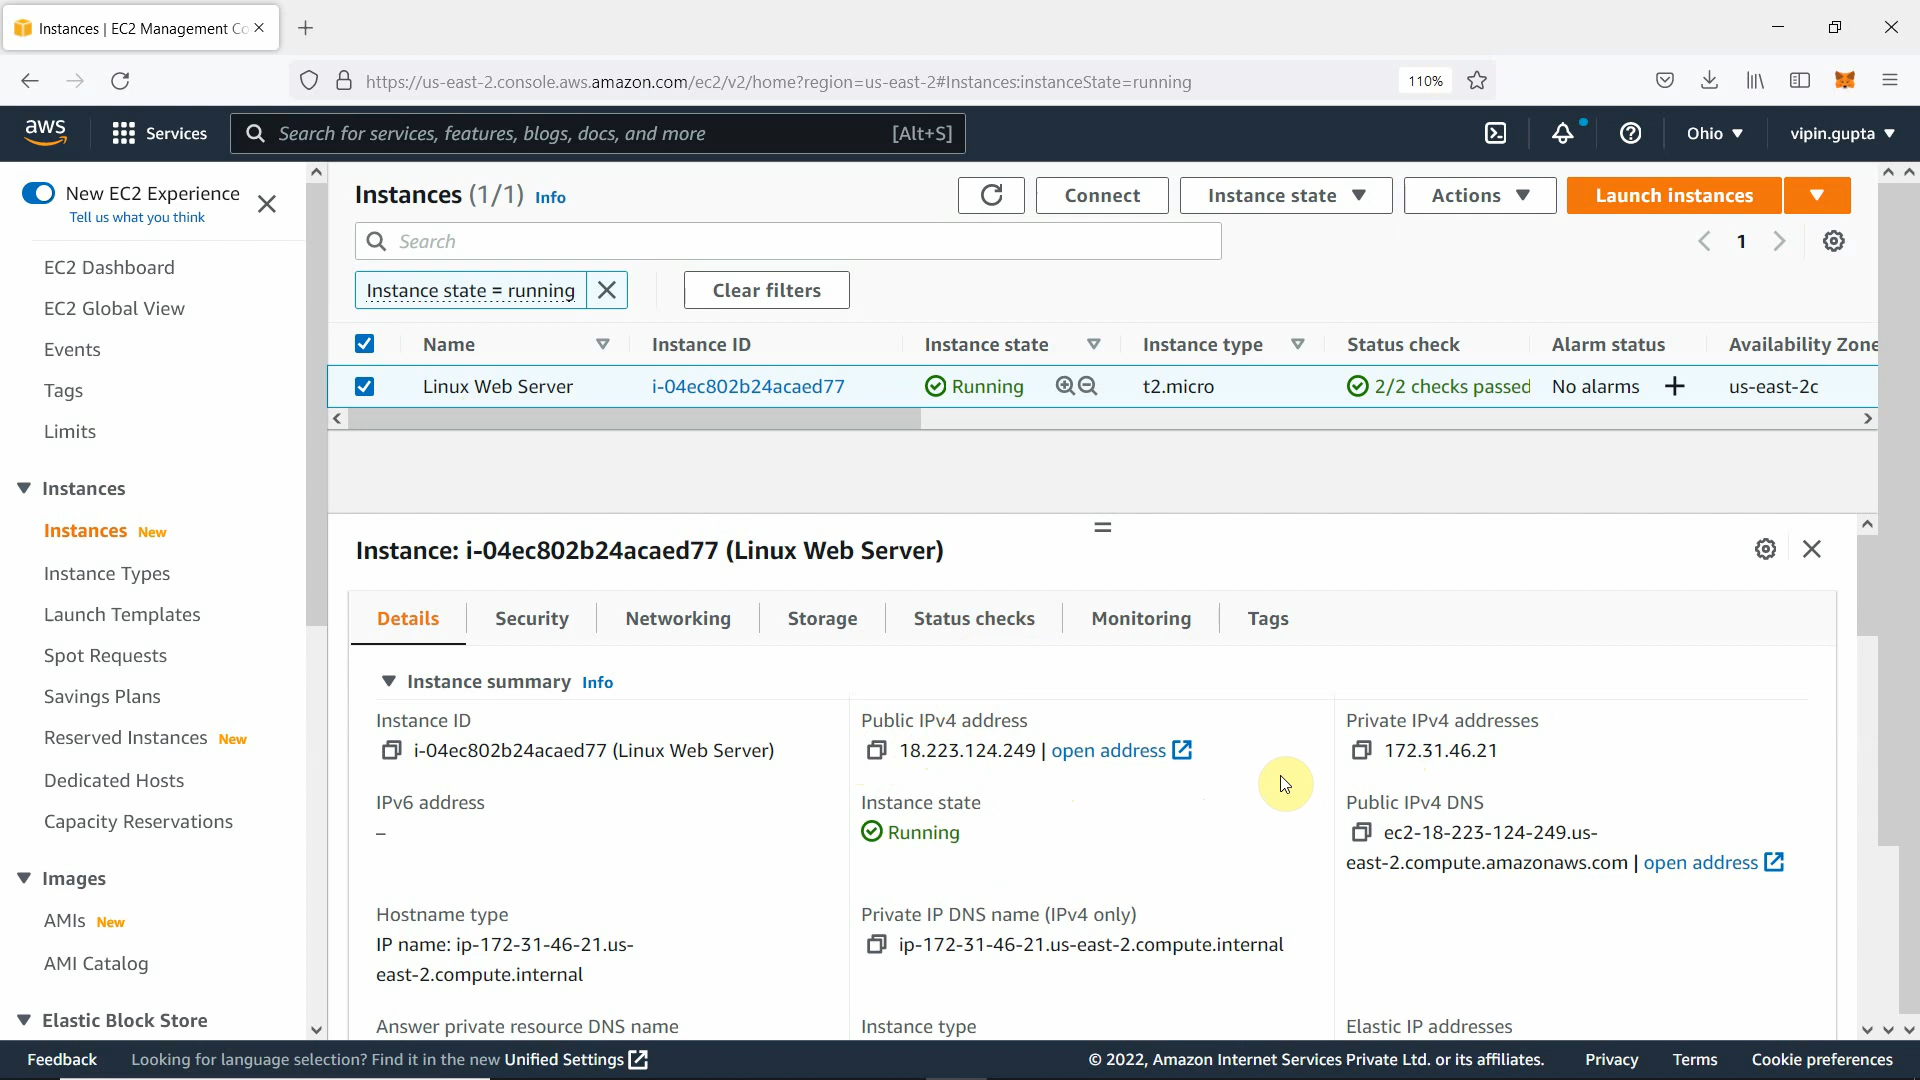 Instances | EC2 Management Co
https://us-east-2.console.aws.amazon.com/ec2/v2/home?region=us-east-2#Instances:instanceState=running
110%
aws
Services
Search for services, features, blogs, docs, and more
[Alt+S]
Ohio
vipin.gupta
New EC2 Experience
Tell us what you think
EC2 Dashboard
EC2 Global View
Events
Tags
Limits
Instances
Instances New
Instance Types
Launch Templates
Spot Requests
Savings Plans
Reserved Instances New
Dedicated Hosts
Capacity Reservations
Images
AMIs New
AMI Catalog
Elastic Block Store
Instances (1/1) Info
Connect
Instance state
Actions
Launch instances
Search
1
Instance state = running
Clear filters
Name Instance ID Instance state Instance type Status check Alarm status Availability Zone
Linux Web Server i-04ec802b24acaed77 Running t2.micro 2/2 checks passed No alarms us-east-2c
Instance: i-04ec802b24acaed77 (Linux Web Server)
Details Security Networking Storage Status checks Monitoring Tags
Instance summary Info
Instance ID
i-04ec802b24acaed77 (Linux Web Server)
Public IPv4 address
18.223.124.249 | open address
Private IPv4 addresses
172.31.46.21
IPv6 address
–
Instance state
Running
Public IPv4 DNS
ec2-18-223-124-249.us-
east-2.compute.amazonaws.com | open address
Hostname type
IP name: ip-172-31-46-21.us-
east-2.compute.internal
Private IP DNS name (IPv4 only)
ip-172-31-46-21.us-east-2.compute.internal
Answer private resource DNS name
Instance type
Elastic IP addresses
Feedback
Looking for language selection? Find it in the new Unified Settings
© 2022, Amazon Internet Services Private Ltd. or its affiliates.
Privacy
Terms
Cookie preferences